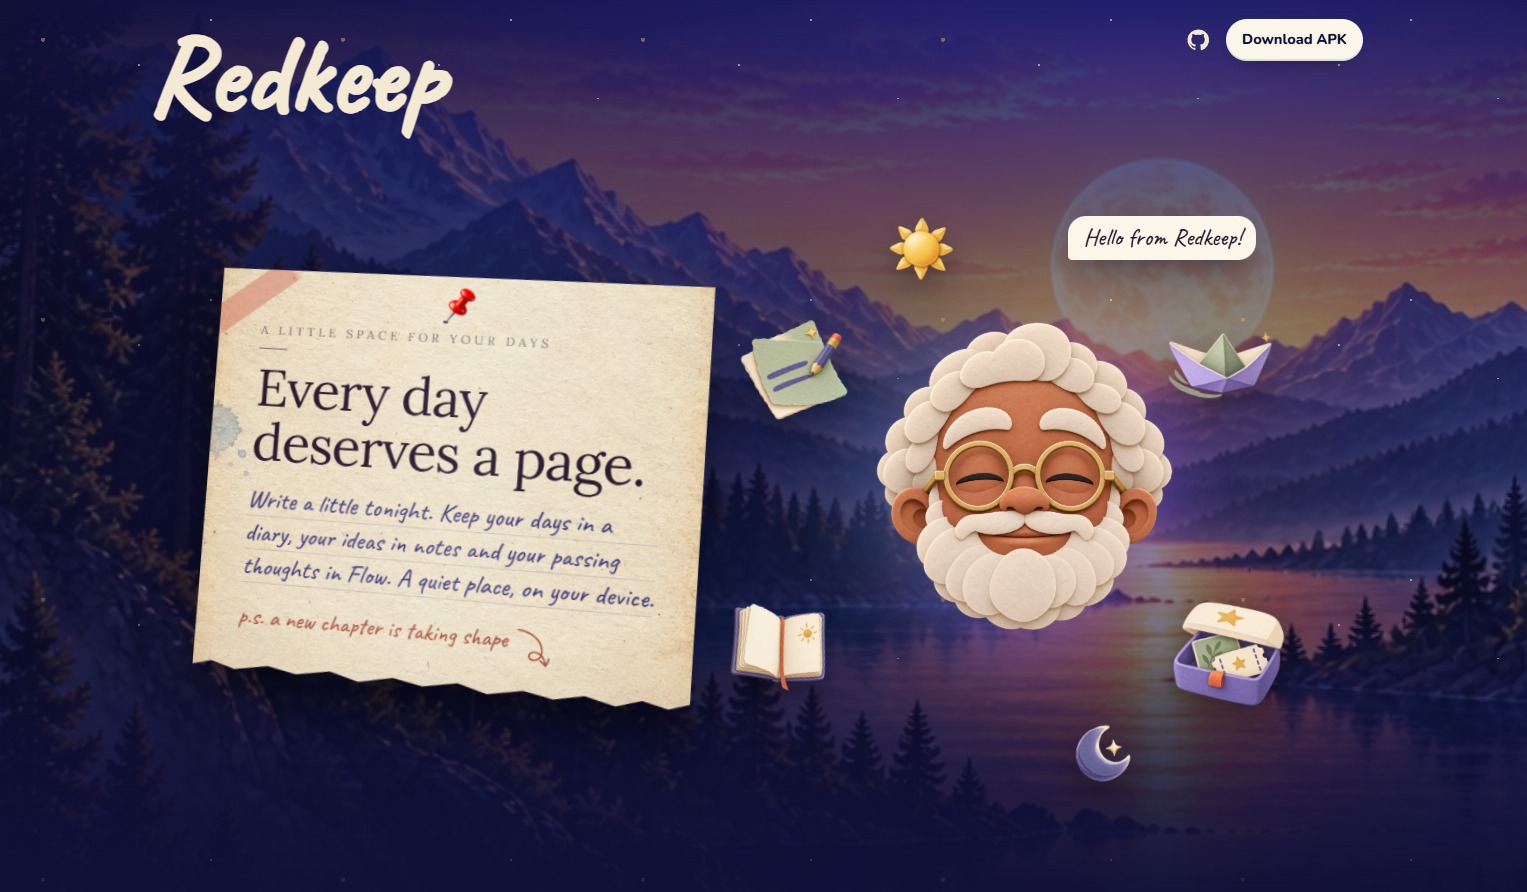 Redkeep
Download APK
Hello from Redkeep!
A LITTLE SPACE FOR YOUR DAYS
Every day
deserves a page.
Write a little tonight. Keep your days in a
diary, your ideas in notes and your passing
thoughts in Flow. A quiet place, on your device.
p.s. a new chapter is taking shape